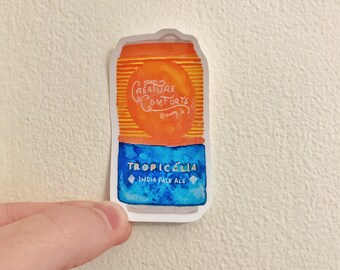 CREATURE
COMFORTS
TROPICÁLIA
INDIA PALE ALE